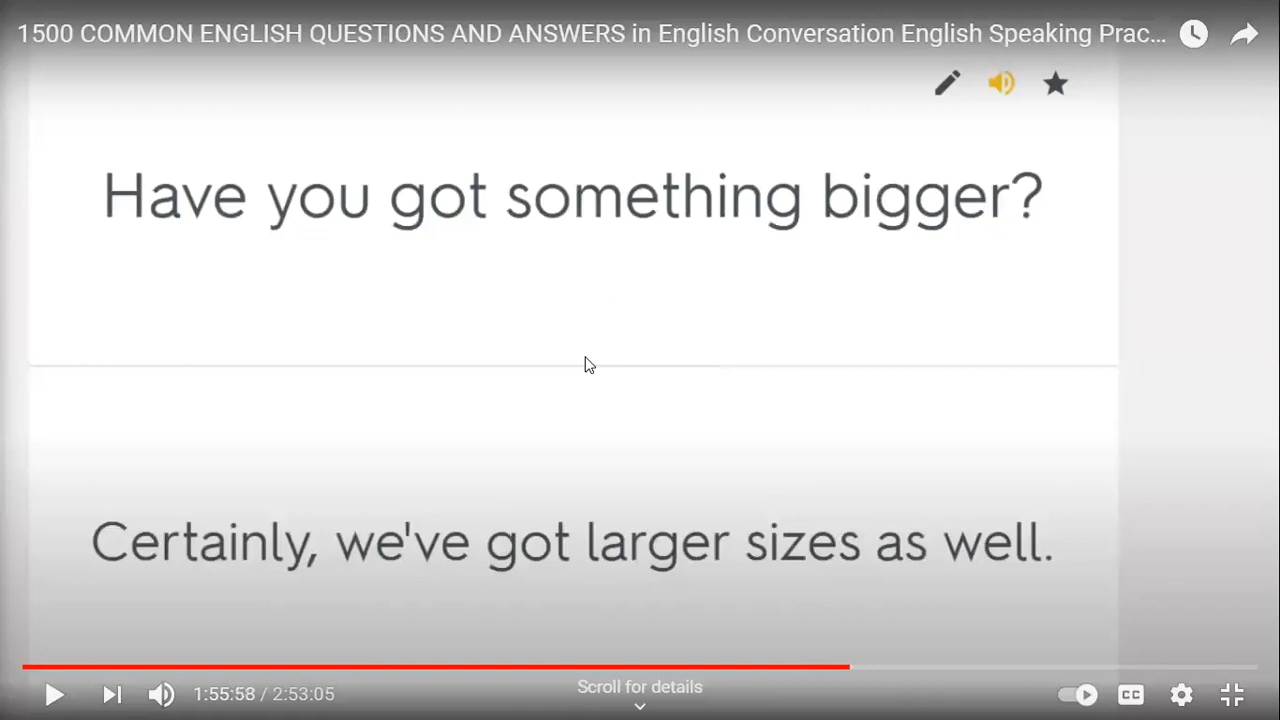 1500 COMMON ENGLISH QUESTIONS AND ANSWERS in English Conversation English Speaking Prac...
Have you got something bigger?
Certainly, we've got larger sizes as well.
Scroll for details
1:55:58 / 2:53:05
CC